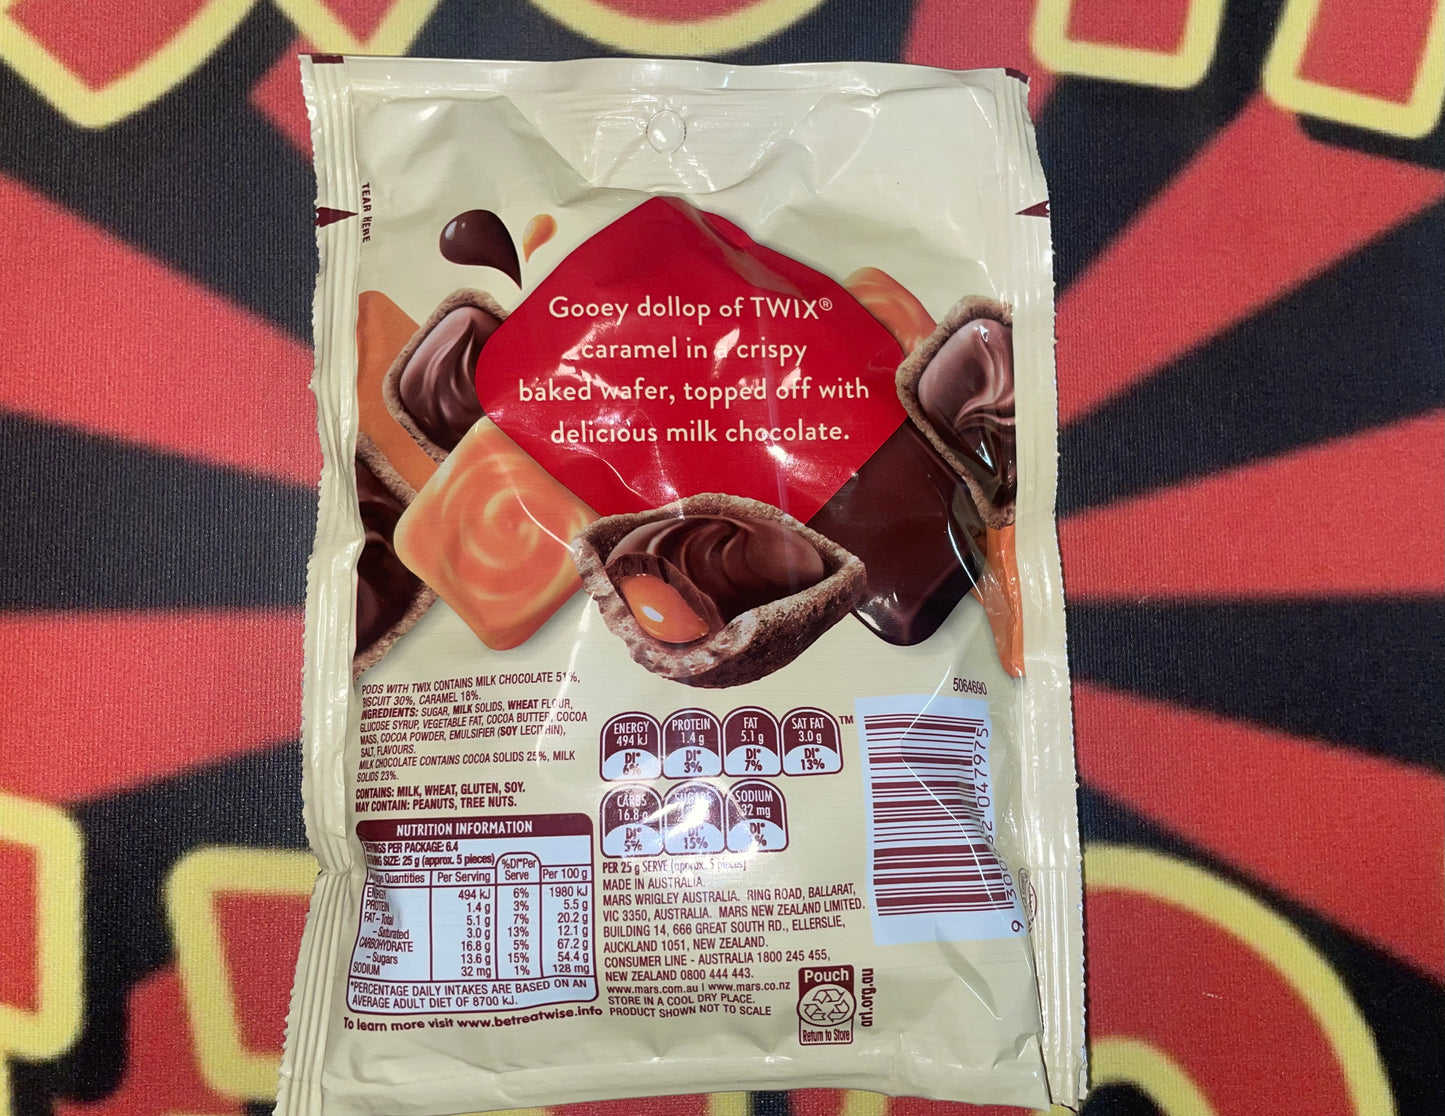 TEAR HERE
Gooey dollop of TWIX®
caramel in a crispy
baked wafer, topped off with
delicious milk chocolate.
PODS WITH TWIX CONTAINS MILK CHOCOLATE 51%,
BISCUIT 30%, CARAMEL 18%.
INGREDIENTS: SUGAR, MILK SOLIDS, WHEAT FLOUR,
GLUCOSE SYRUP, VEGETABLE FAT, COCOA BUTTER, COCOA
MASS, COCOA POWDER, EMULSIFIER (SOY LECITHIN),
SALT, FLAVOURS.
MILK CHOCOLATE CONTAINS COCOA SOLIDS 25%, MILK
SOLIDS 23%.
CONTAINS: MILK, WHEAT, GLUTEN, SOY.
MAY CONTAIN: PEANUTS, TREE NUTS.
NUTRITION INFORMATION
SERVINGS PER PACKAGE: 6.4
SERVING SIZE: 25 g (approx. 5 pieces)
Average Quantities Per Serving %DI*Per Serve Per 100 g
ENERGY 494 kJ 6% 1980 kJ
PROTEIN 1.4 g 3% 5.5 g
FAT – Total 5.1 g 7% 20.2 g
– Saturated 3.0 g 13% 12.1 g
CARBOHYDRATE 16.8 g 5% 67.2 g
– Sugars 13.6 g 15% 54.4 g
SODIUM 32 mg 1% 128 mg
*PERCENTAGE DAILY INTAKES ARE BASED ON AN
AVERAGE ADULT DIET OF 8700 kJ.
To learn more visit www.betreatwise.info
ENERGY PROTEIN FAT SAT FAT ™
494 kJ 1.4 g 5.1 g 3.0 g
DI* DI* DI* DI*
6% 3% 7% 13%
CARBS SUGARS SODIUM
16.8 g 32 mg
DI* DI* DI*
5% 15%
PER 25 g SERVE (approx. 5 pieces)
MADE IN AUSTRALIA.
MARS WRIGLEY AUSTRALIA. RING ROAD, BALLARAT,
VIC 3350, AUSTRALIA. MARS NEW ZEALAND LIMITED.
BUILDING 14, 666 GREAT SOUTH RD., ELLERSLIE,
AUCKLAND 1051, NEW ZEALAND.
CONSUMER LINE - AUSTRALIA 1800 245 455,
NEW ZEALAND 0800 444 443.
www.mars.com.au | www.mars.co.nz
STORE IN A COOL DRY PLACE.
PRODUCT SHOWN NOT TO SCALE
Pouch
Return to Store
arl.org.au
5064690